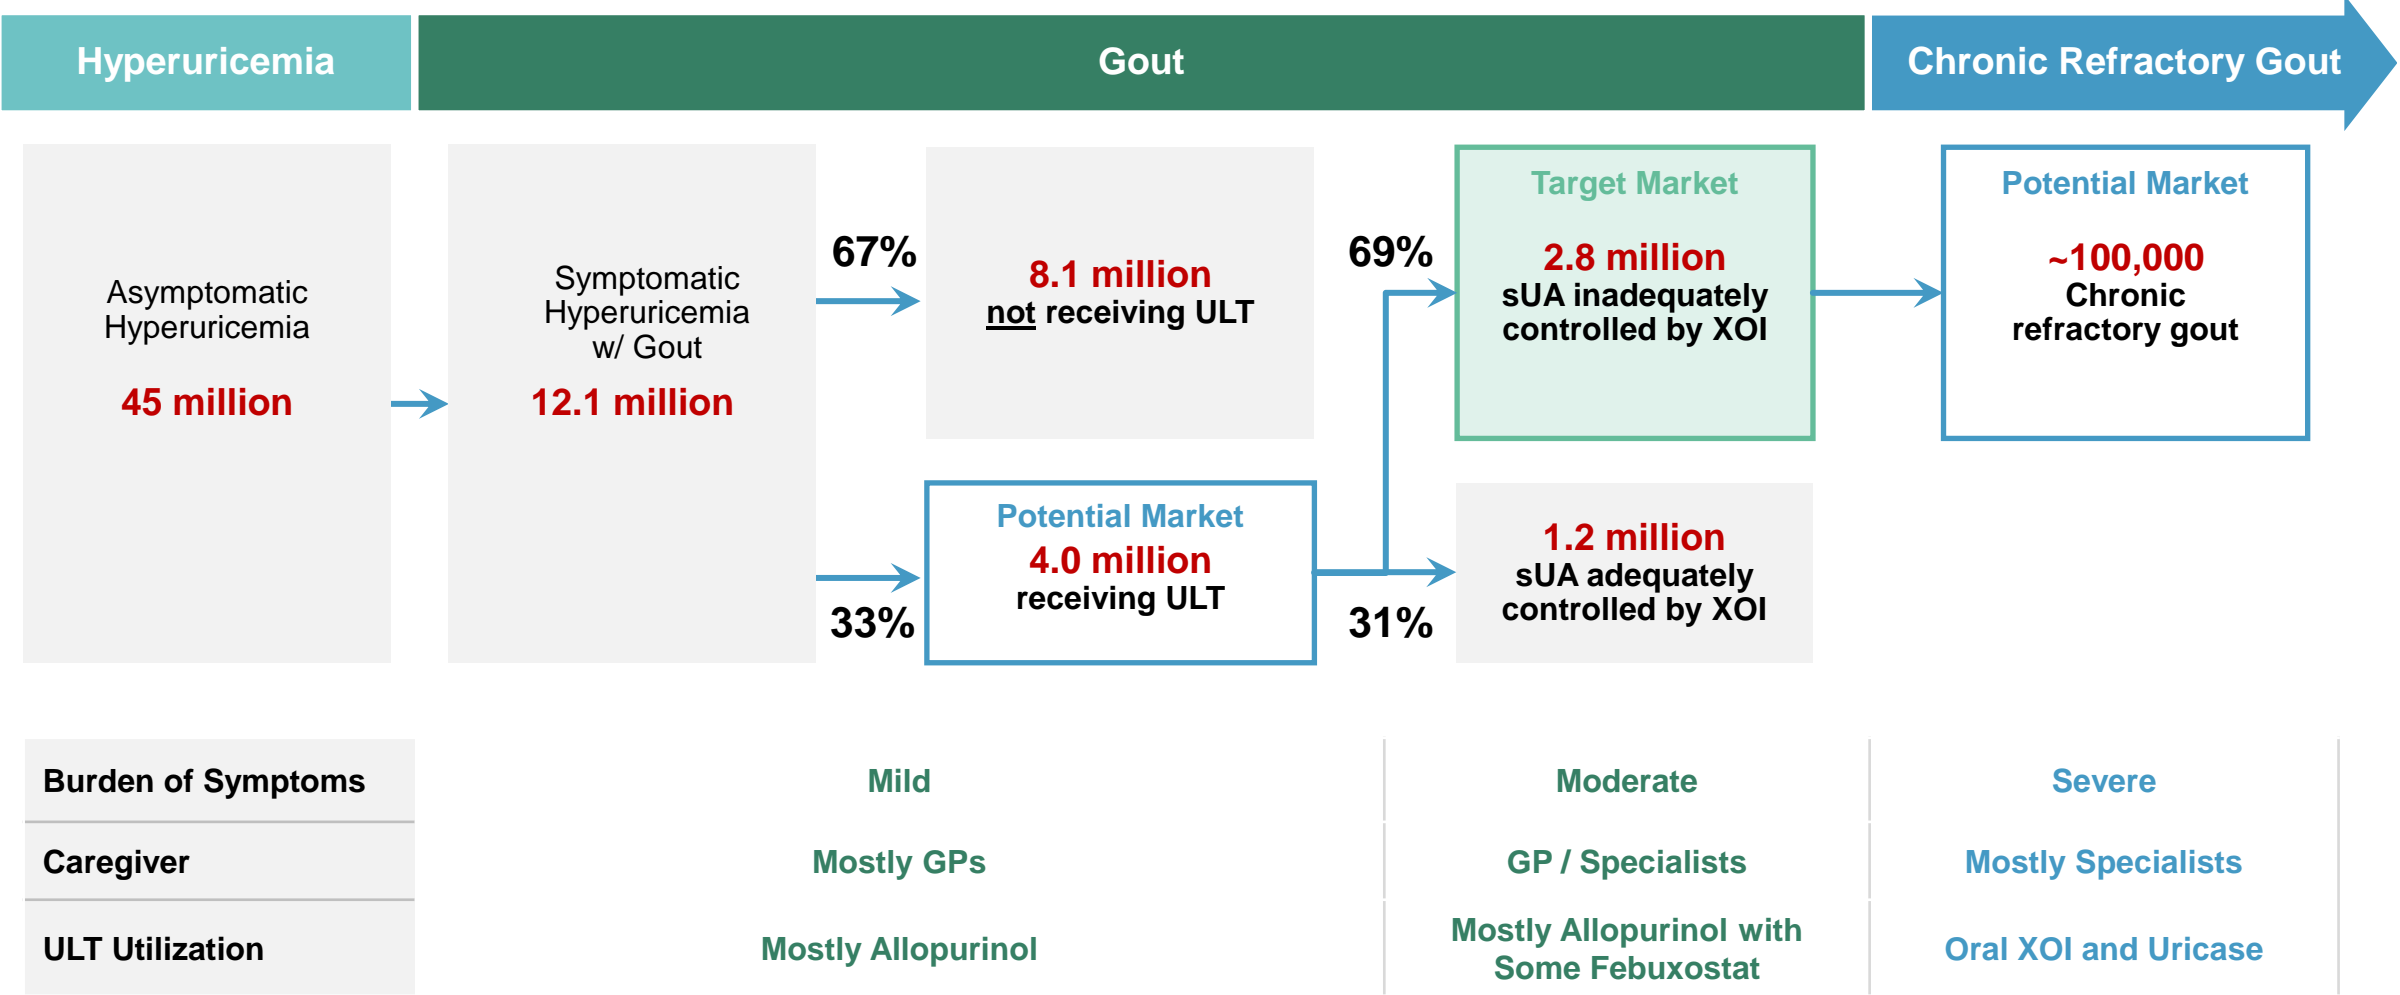 Hyperuricemia
Gout
Chronic Refractory Gout
Asymptomatic
Hyperuricemia
45 million
Symptomatic
Hyperuricemia
w/ Gout
12.1 million
67%
8.1 million
not receiving ULT
33%
Potential Market
4.0 million
receiving ULT
69%
Target Market
2.8 million
sUA inadequately
controlled by XOI
31%
1.2 million
sUA adequately
controlled by XOI
Potential Market
~100,000
Chronic
refractory gout
Burden of Symptoms
Mild
Moderate
Severe
Caregiver
Mostly GPs
GP / Specialists
Mostly Specialists
ULT Utilization
Mostly Allopurinol
Mostly Allopurinol with
Some Febuxostat
Oral XOI and Uricase